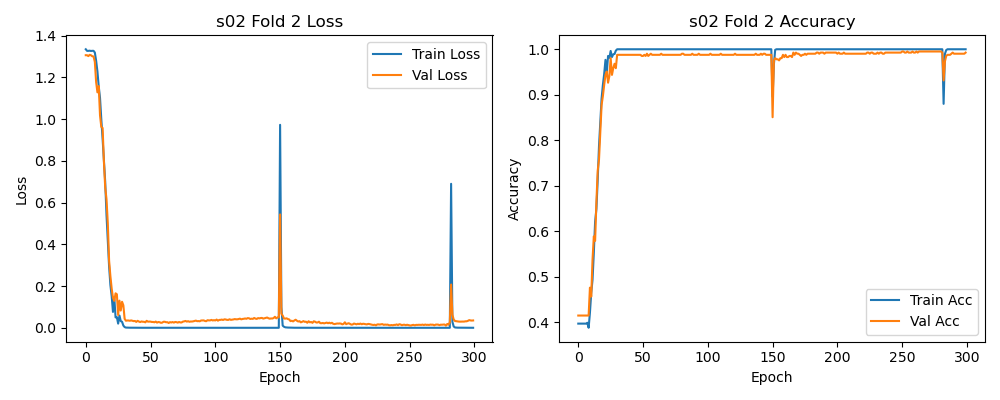 s02 Fold 2 Loss
Loss
1.4
1.2
1.0
0.8
0.6
0.4
0.2
0.0
Train Loss
Val Loss
0 50 100 150 200 250 300
Epoch
s02 Fold 2 Accuracy
Accuracy
1.0
0.9
0.8
0.7
0.6
0.5
0.4
Train Acc
Val Acc
0 50 100 150 200 250 300
Epoch